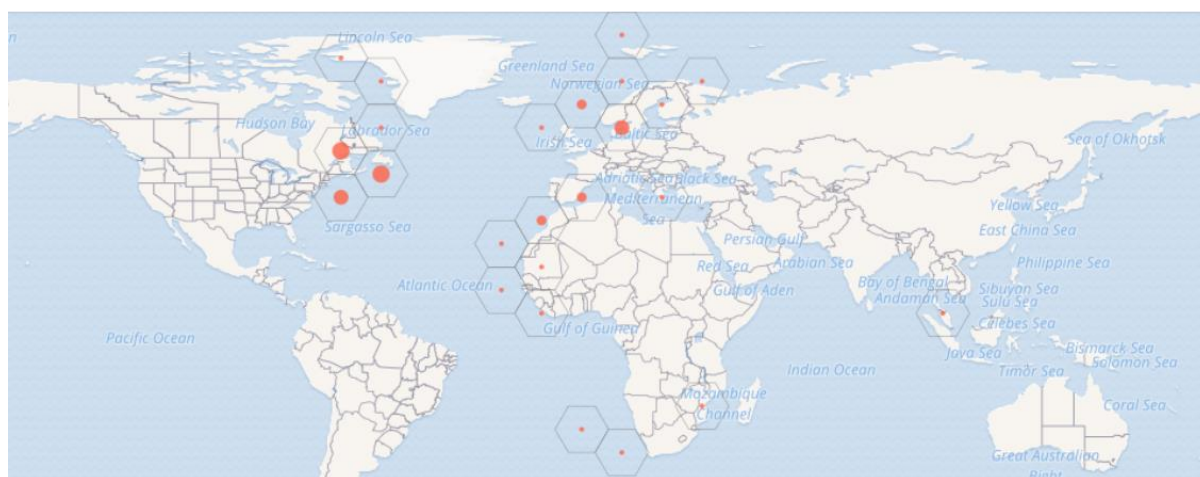 Lincoln Sea
Greenland Sea
Norwegian Sea
Hudson Bay
Labrador Sea
Irish Sea
Baltic Sea
Sea of Okhotsk
Adriatic Sea
Black Sea
Mediterranean
Sea
Yellow Sea
Sargasso Sea
East China Sea
Persian Gulf
Red Sea
Arabian Sea
Philippine Sea
Atlantic Ocean
Gulf of Aden
Bay of Bengal
Sibuyan Sea
Andaman Sea
Sulu Sea
Gulf of Guinea
Celebes Sea
Pacific Ocean
Java Sea
Bismarck Sea
Solomon Sea
Indian Ocean
Timor Sea
Mozambique
Channel
Coral Sea
Great Australian
Bight